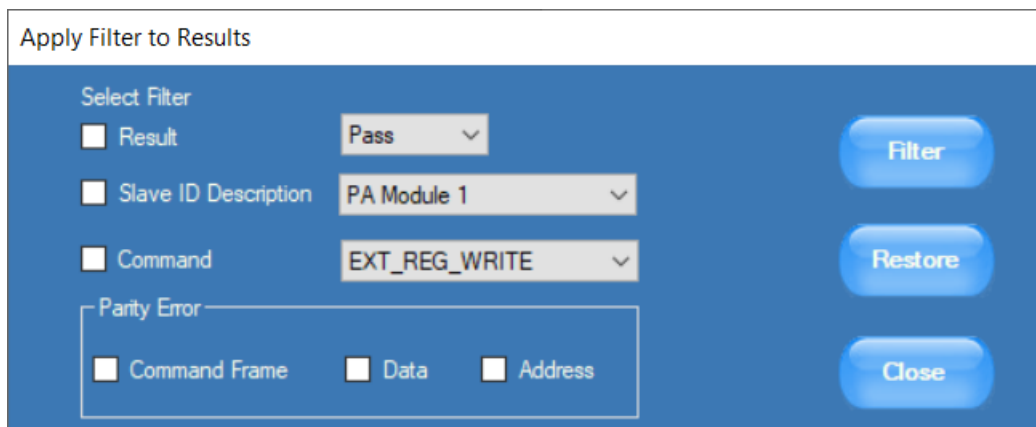 Apply Filter to Results
Select Filter
Result Pass
Filter
Slave ID Description PA Module 1
Command EXT_REG_WRITE
Restore
Parity Error
Command Frame Data Address
Close